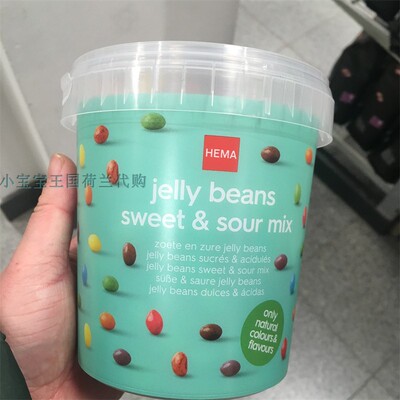 HEMA
jelly beans
sweet & sour mix
zoete en zure jelly beans
jelly beans sucrés & acidulés
jelly beans sweet & sour mix
süße & saure jelly beans
jelly beans dulces & ácidas
only
natural
colours &
flavours
小宝宝王国荷兰代购